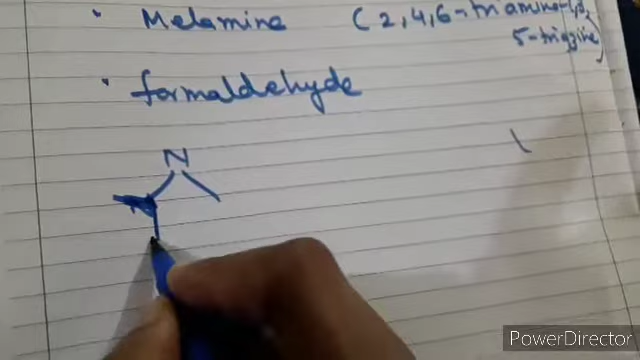 • Melamine (2,4,6-triamino-1,3,
5-triazine)
• formaldehyde
N
PowerDirector